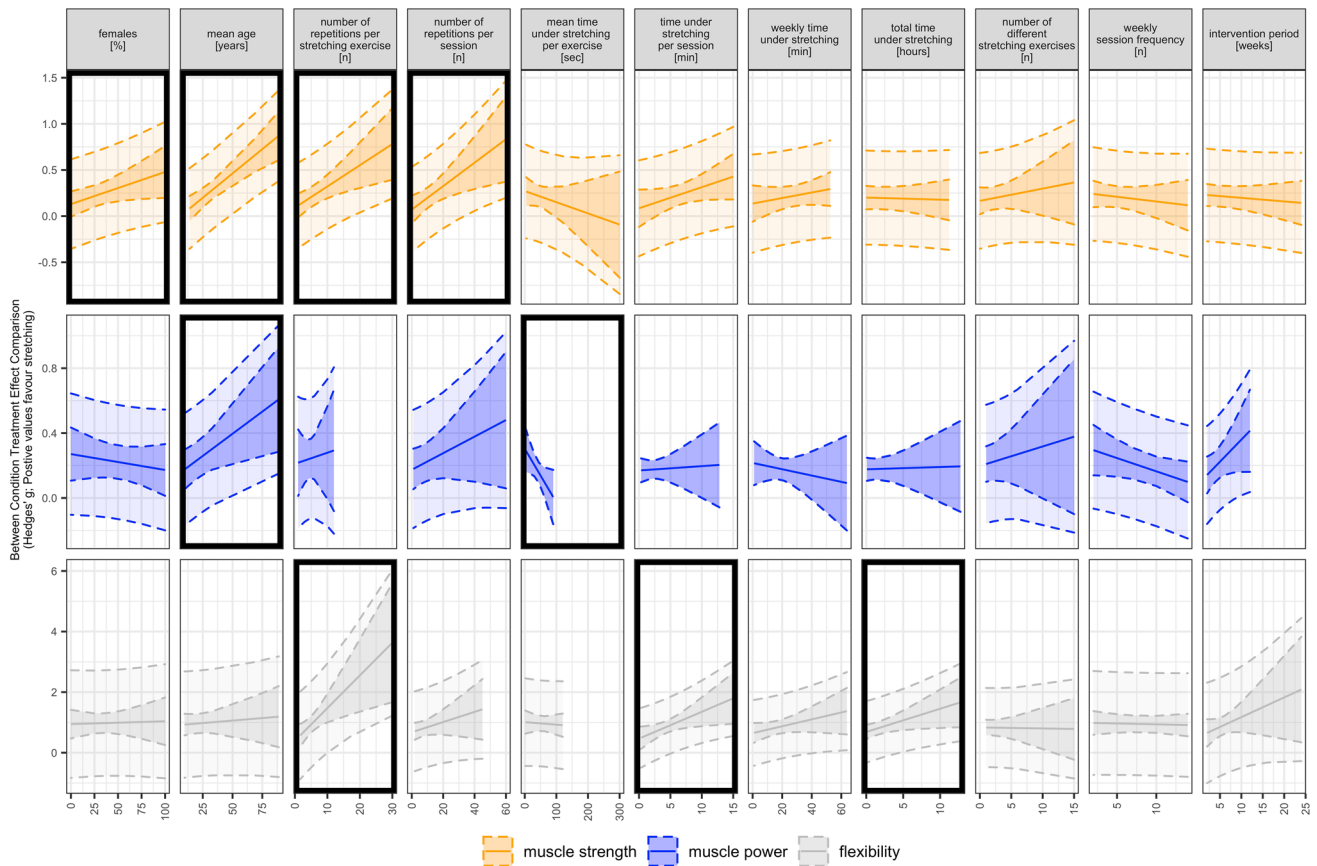 females
[%]
mean age
[years]
number of
repetitions per
stretching exercise
[n]
number of
repetitions per
session
[n]
mean time
under stretching
per exercise
[sec]
time under
stretching
per session
[min]
weekly time
under stretching
[min]
total time
under stretching
[hours]
number of
different
stretching exercises
[n]
weekly
session frequency
[n]
intervention period
[weeks]
Between Condition Treatment Effect Comparison
(Hedges' g; Postive values favour stretching)
1.5
1.0
0.5
0.0
-0.5
0.8
0.4
0.0
6
4
2
0
0 25 50 75 100
25 50 75
0 10 20 30
0 20 40 60
0 100 200 300
0 5 10 15
0 20 40 60
0 5 10
0 5 10 15
5 10
5 10 15 20 25
muscle strength muscle power flexibility